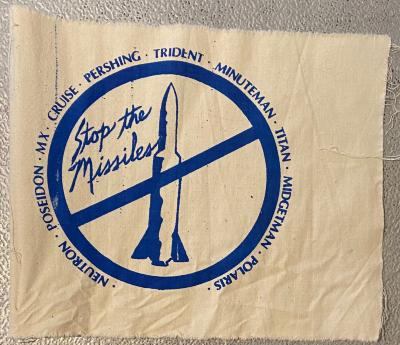 NEUTRON · POSEIDON · MX · CRUISE · PERSHING · TRIDENT · MINUTEMAN · TITAN · MIDGETMAN · POLARIS ·
Stop the
Missiles